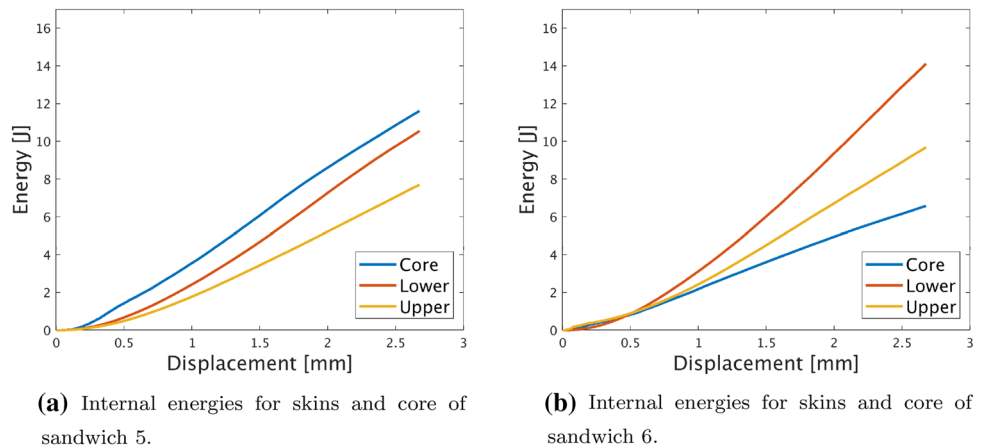 16
14
12
10
8
6
4
2
0
Energy [J]
0 0.5 1 1.5 2 2.5 3
Displacement [mm]
Core
Lower
Upper
(a) Internal energies for skins and core of
sandwich 5.
16
14
12
10
8
6
4
2
0
Energy [J]
0 0.5 1 1.5 2 2.5 3
Displacement [mm]
Core
Lower
Upper
(b) Internal energies for skins and core of
sandwich 6.